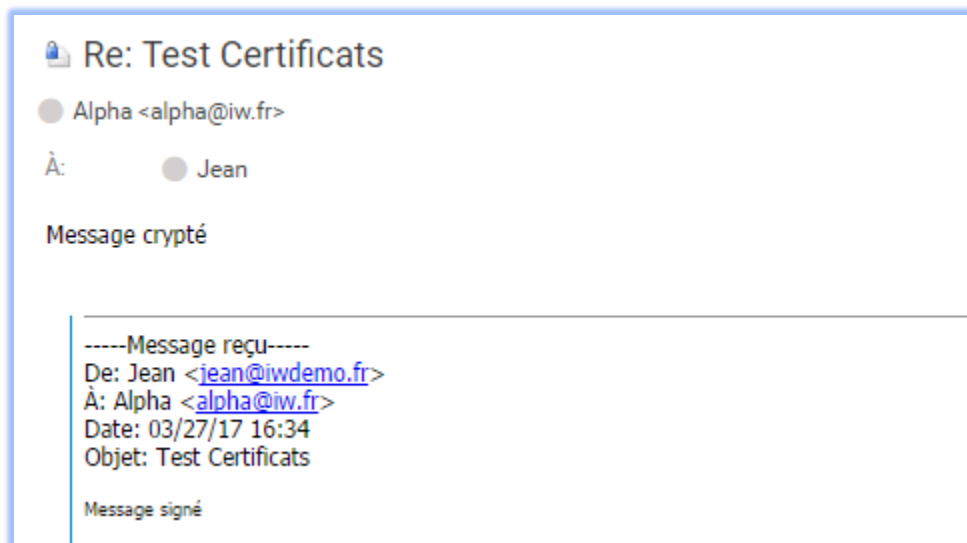 Re: Test Certificats
Alpha <alpha@iw.fr>
À: Jean
Message crypté
-----Message reçu-----
De: Jean <jean@iwdemo.fr>
À: Alpha <alpha@iw.fr>
Date: 03/27/17 16:34
Objet: Test Certificats
Message signé